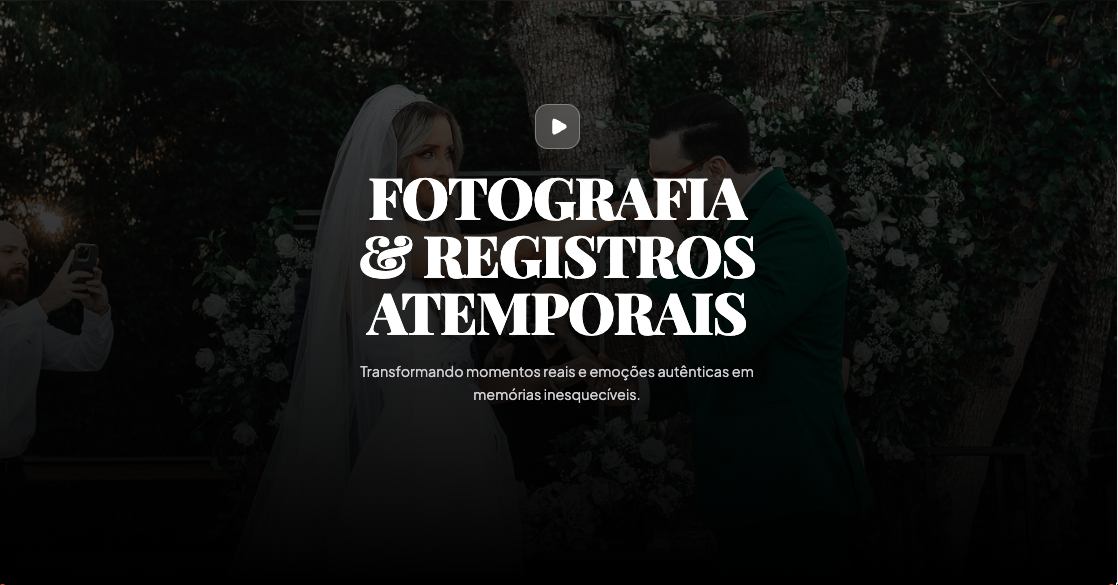 FOTOGRAFIA
& REGISTROS
ATEMPORAIS
Transformando momentos reais e emoções autênticas em
memórias inesquecíveis.